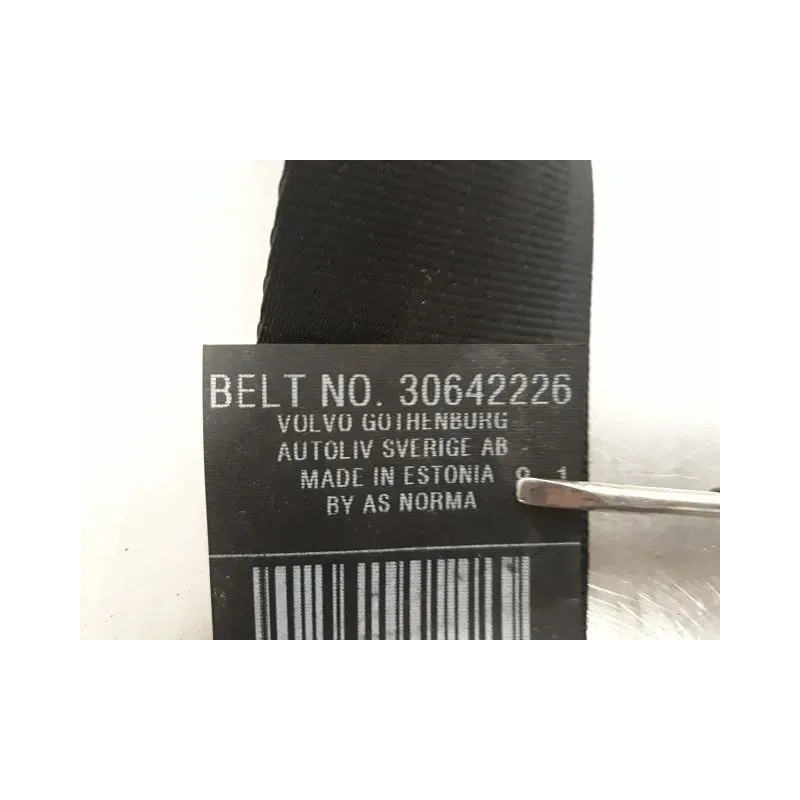 BELT NO. 30642226
VOLVO GOTHENBURG
AUTOLIV SVERIGE AB
MADE IN ESTONIA
BY AS NORMA